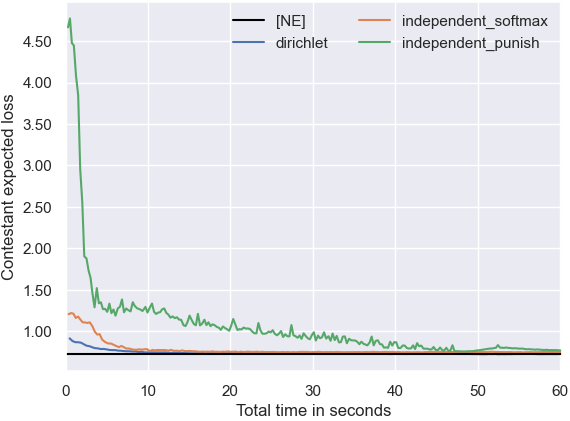 [NE]
dirichlet
independent_softmax
independent_punish
Contestant expected loss
4.50
4.00
3.50
3.00
2.50
2.00
1.50
1.00
0 10 20 30 40 50 60
Total time in seconds